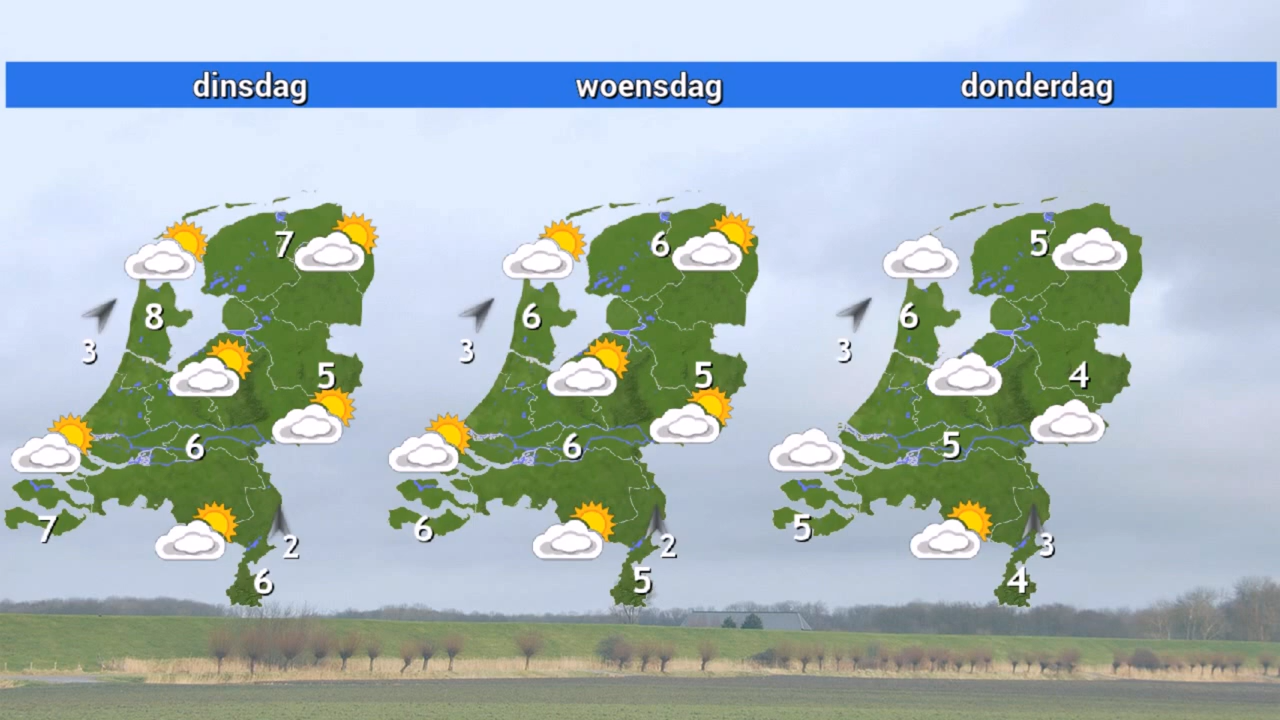 dinsdag woensdag donderdag
7 6 5
8 6 6
3 3 3
5 5 4
6 6 5
7 6 5
2 2 3
6 5 4